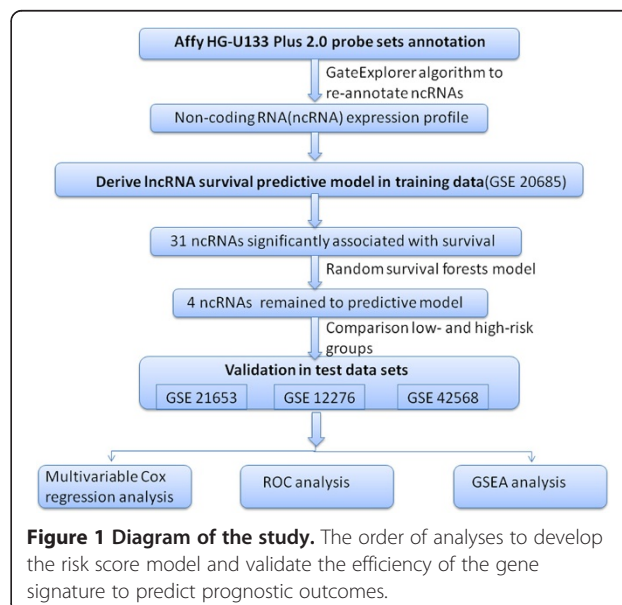 Affy HG-U133 Plus 2.0 probe sets annotation
GateExplorer algorithm to
re-annotate ncRNAs
Non-coding RNA(ncRNA) expression profile
Derive lncRNA survival predictive model in training data(GSE 20685)
31 ncRNAs significantly associated with survival
Random survival forests model
4 ncRNAs remained to predictive model
Comparison low- and high-risk
groups
Validation in test data sets
GSE 21653 GSE 12276 GSE 42568
Multivariable Cox
regression analysis
ROC analysis
GSEA analysis
Figure 1 Diagram of the study. The order of analyses to develop
the risk score model and validate the efficiency of the gene
signature to predict prognostic outcomes.